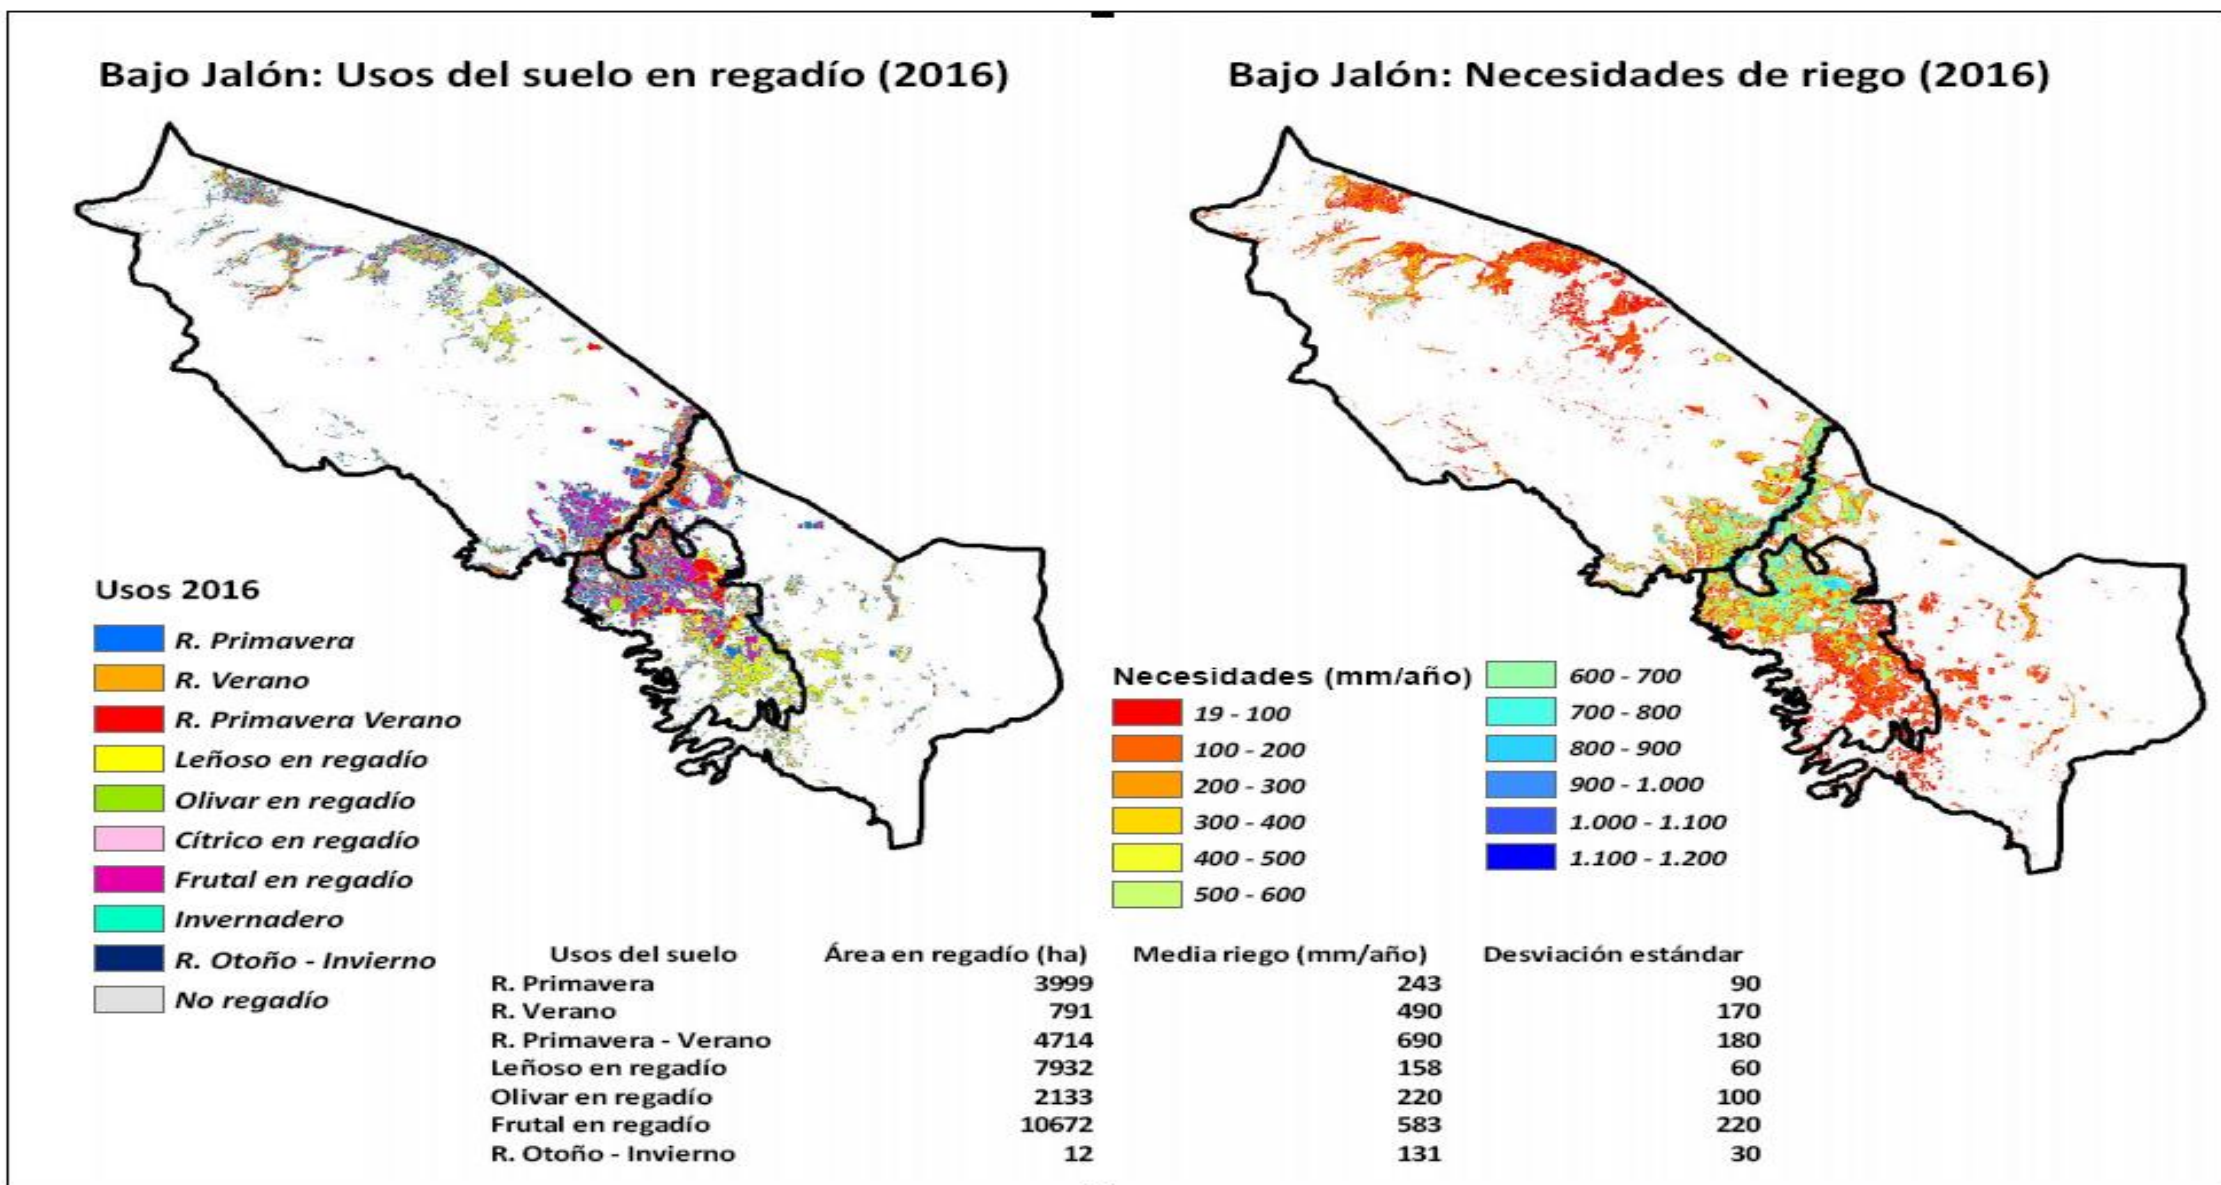 Bajo Jalón: Usos del suelo en regadío (2016)
Bajo Jalón: Necesidades de riego (2016)
Usos 2016
R. Primavera
R. Verano
R. Primavera Verano
Leñoso en regadío
Olivar en regadío
Cítrico en regadío
Frutal en regadío
Invernadero
R. Otoño - Invierno
No regadío
Necesidades (mm/año)
19 - 100
100 - 200
200 - 300
300 - 400
400 - 500
500 - 600
600 - 700
700 - 800
800 - 900
900 - 1.000
1.000 - 1.100
1.100 - 1.200
Usos del suelo Área en regadío (ha) Media riego (mm/año) Desviación estándar
R. Primavera 3999 243 90
R. Verano 791 490 170
R. Primavera - Verano 4714 690 180
Leñoso en regadío 7932 158 60
Olivar en regadío 2133 220 100
Frutal en regadío 10672 583 220
R. Otoño - Invierno 12 131 30